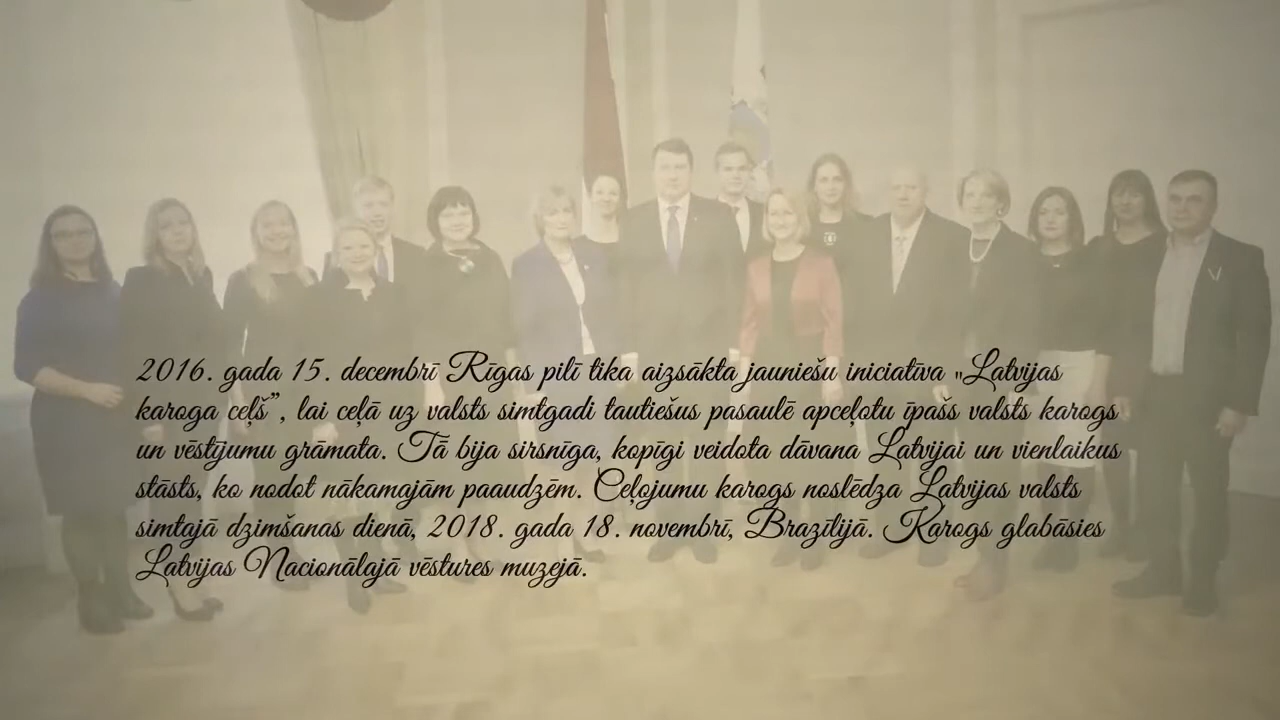 2016. gada 15. decembrī Rīgas pilī tika aizsākta jauniešu iniciatīva "Latvijas
karoga ceļš”, lai ceļā uz valsts simtgadi tautiešus pasaulē apceļotu īpašs valsts karogs
un vēstījumu grāmata. Tā bija sirsnīga, kopīgi veidota dāvana Latvijai un vienlaikus
stāsts, ko nodot nākamajām paaudzēm. Ceļojumu karogs noslēdza Latvijas valsts
simtajā dzimšanas dienā, 2018. gada 18. novembrī, Brazīlijā. Karogs glabāsies
Latvijas Nacionālajā vēstures muzejā.